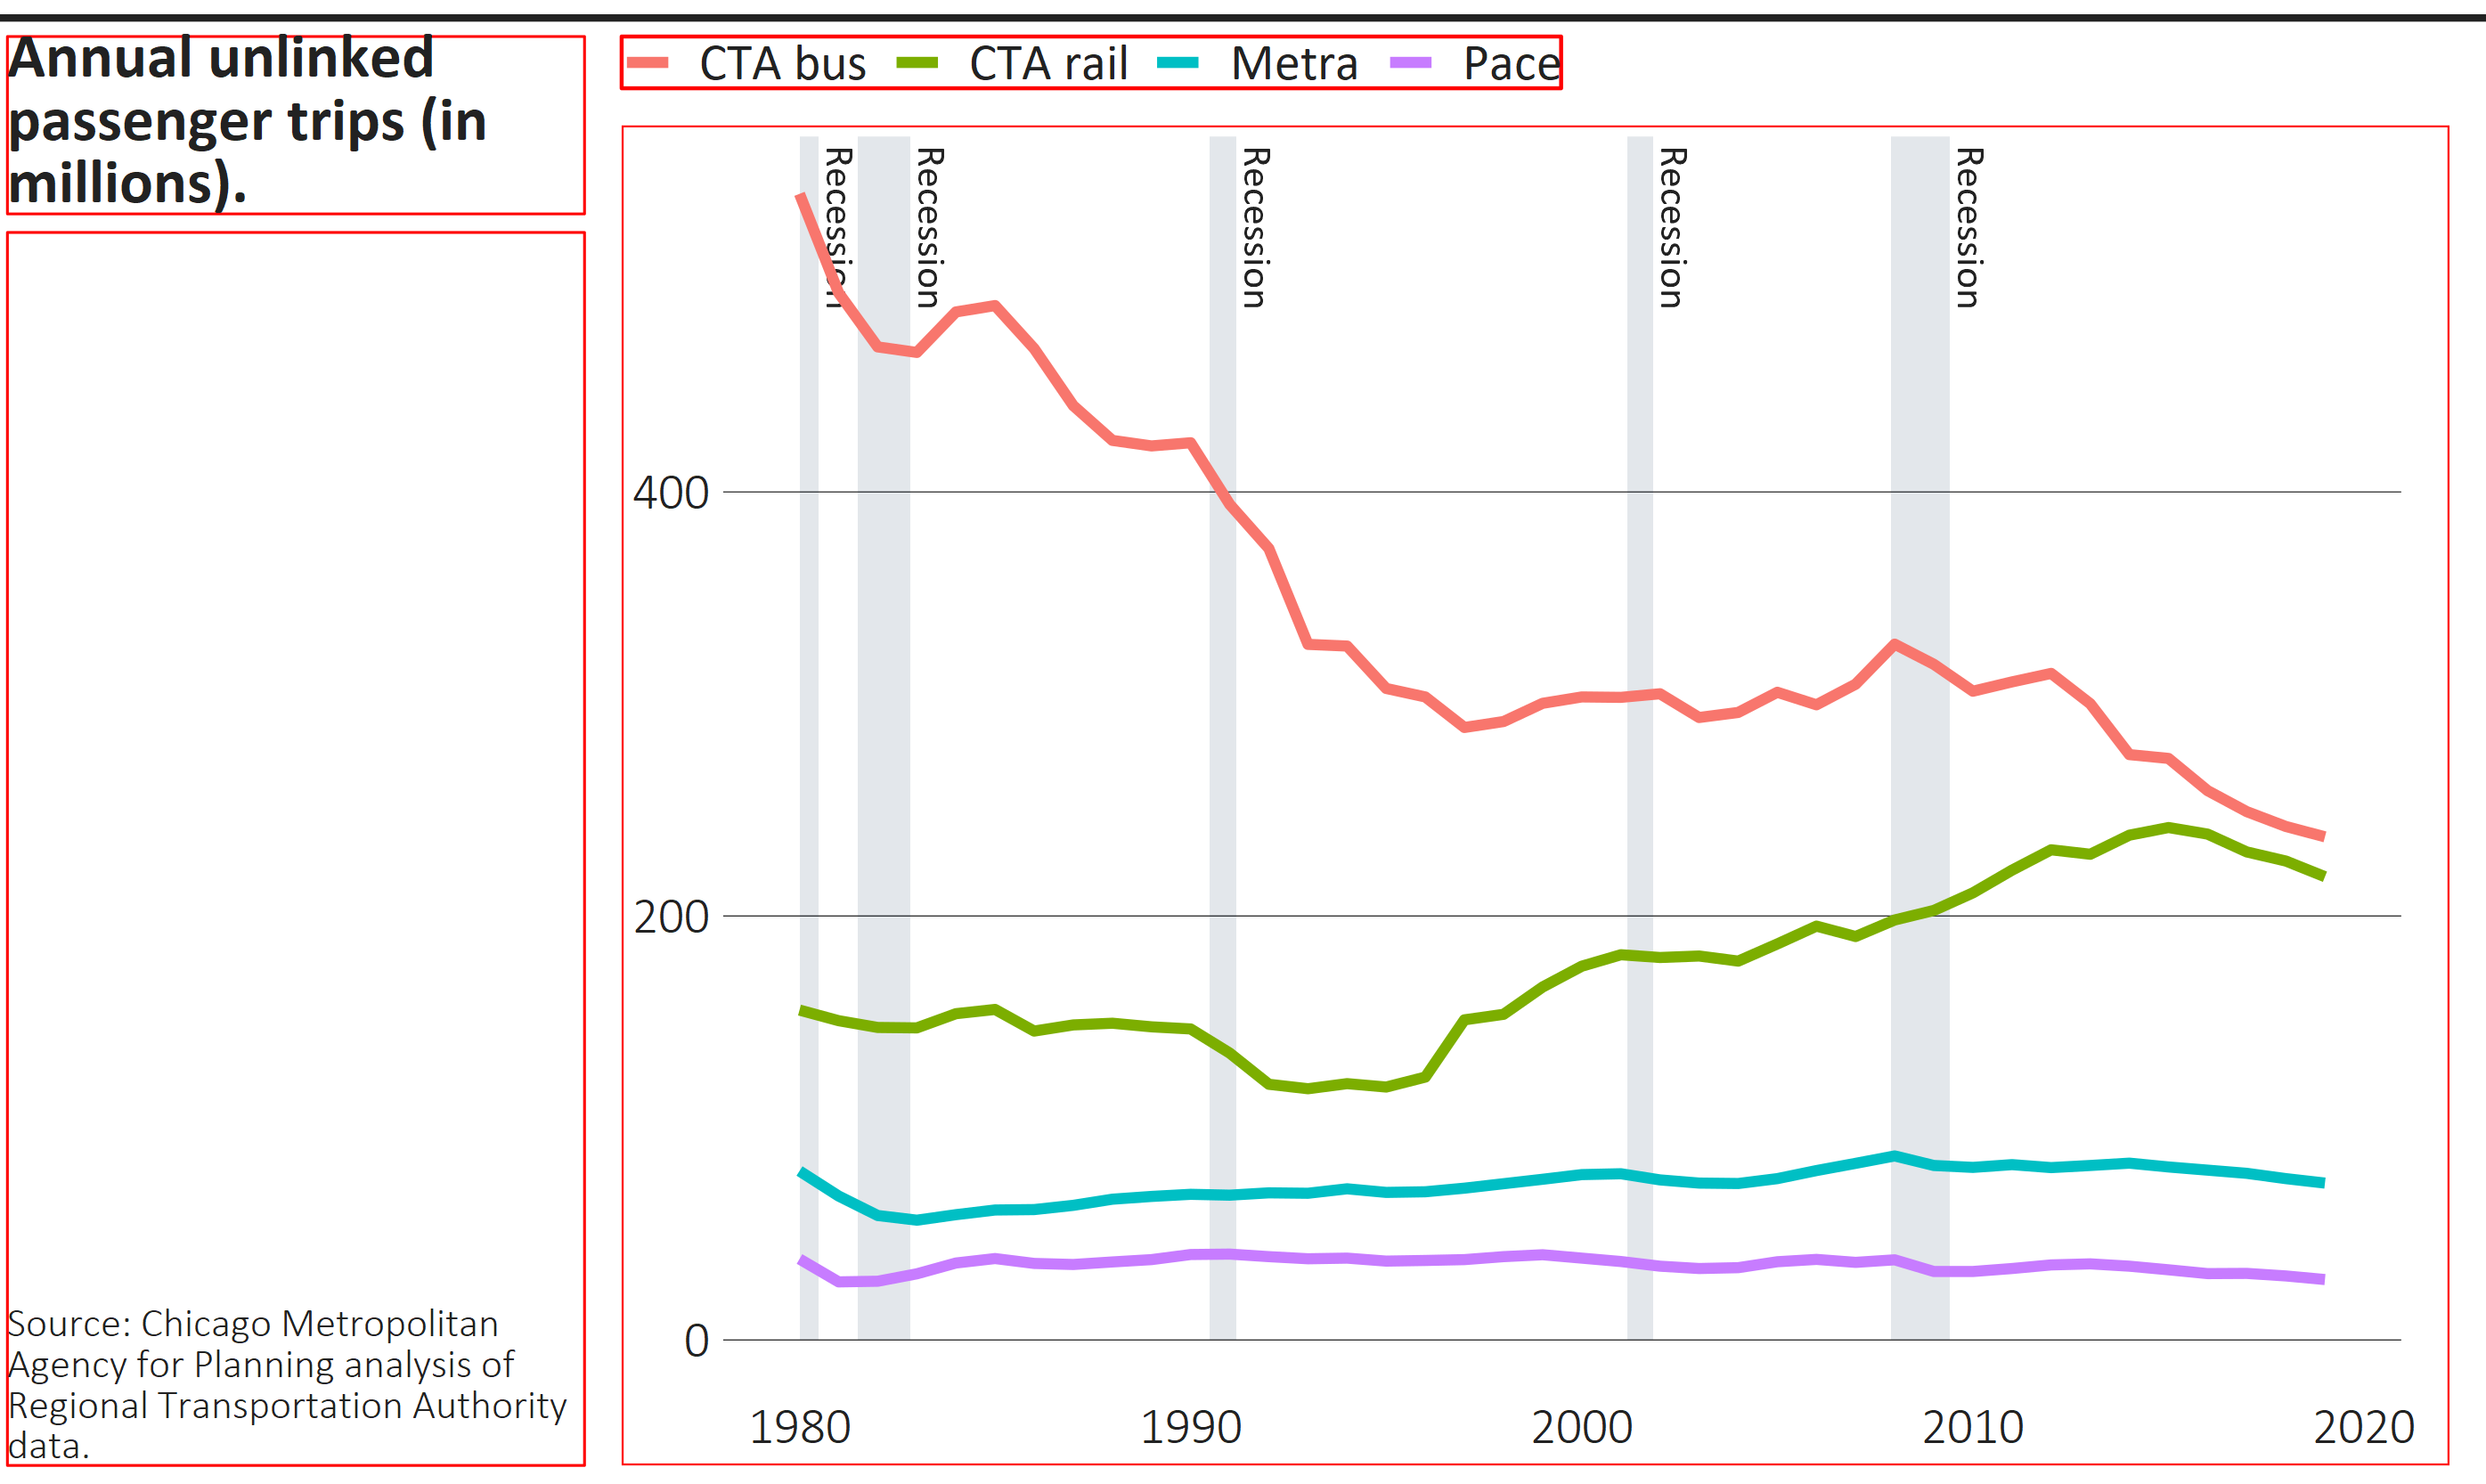 Annual unlinked
passenger trips (in
millions).
CTA bus CTA rail Metra Pace
Recession Recession Recession Recession Recession
400
200
0
1980 1990 2000 2010 2020
Source: Chicago Metropolitan
Agency for Planning analysis of
Regional Transportation Authority
data.